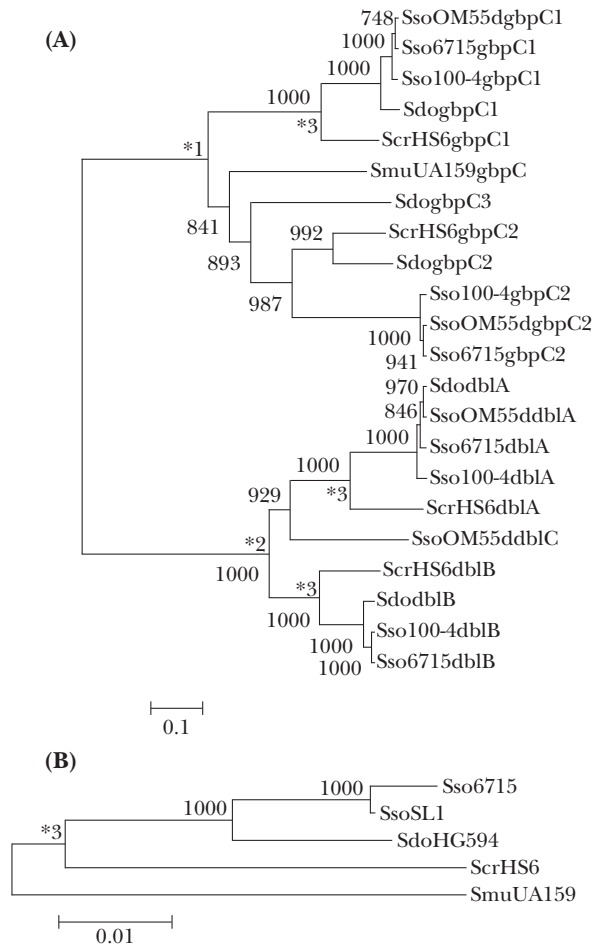 (A)
748
SsoOM55dgbpC1
1000
Sso6715gbpC1
1000
Sso100-4gbpC1
1000
SdogbpC1
*3
ScrHS6gbpC1
*1
SmuUA159gbpC
841
SdogbpC3
992
ScrHS6gbpC2
893
SdogbpC2
987
Sso100-4gbpC2
SsoOM55dgbpC2
1000
Sso6715gbpC2
941
970
SdodblA
846
SsoOM55ddblA
1000
Sso6715dblA
1000
Sso100-4dblA
929
*3
ScrHS6dblA
*2
SsoOM55ddblC
1000
*3
ScrHS6dblB
SdodblB
1000
Sso100-4dblB
1000
Sso6715dblB
1000
0.1
(B)
1000
Sso6715
1000
SsoSL1
*3
SdoHG594
ScrHS6
SmuUA159
0.01